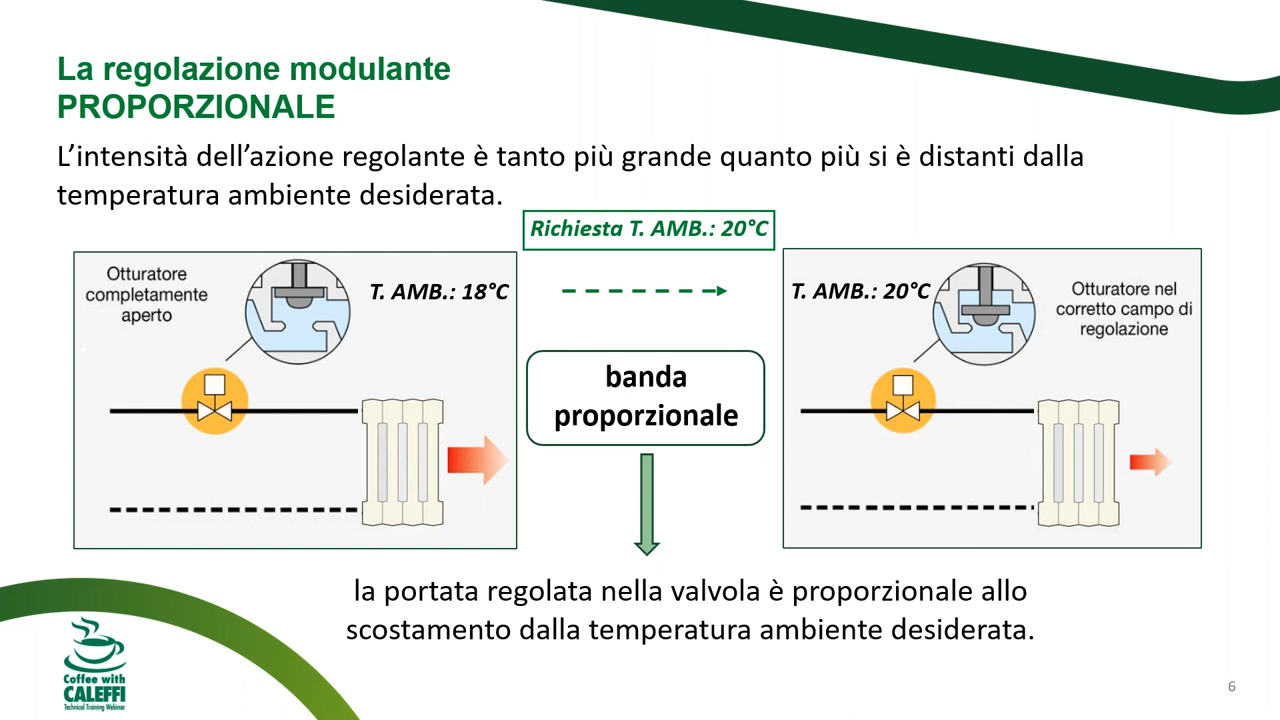 La regolazione modulante
PROPORZIONALE
L’intensità dell’azione regolante è tanto più grande quanto più si è distanti dalla
temperatura ambiente desiderata.
Richiesta T. AMB.: 20°C
Otturatore
completamente
aperto
T. AMB.: 18°C
T. AMB.: 20°C
Otturatore nel
corretto campo di
regolazione
banda
proporzionale
la portata regolata nella valvola è proporzionale allo
scostamento dalla temperatura ambiente desiderata.
Coffee with
CALEFFI
Technical Training Webinar
6